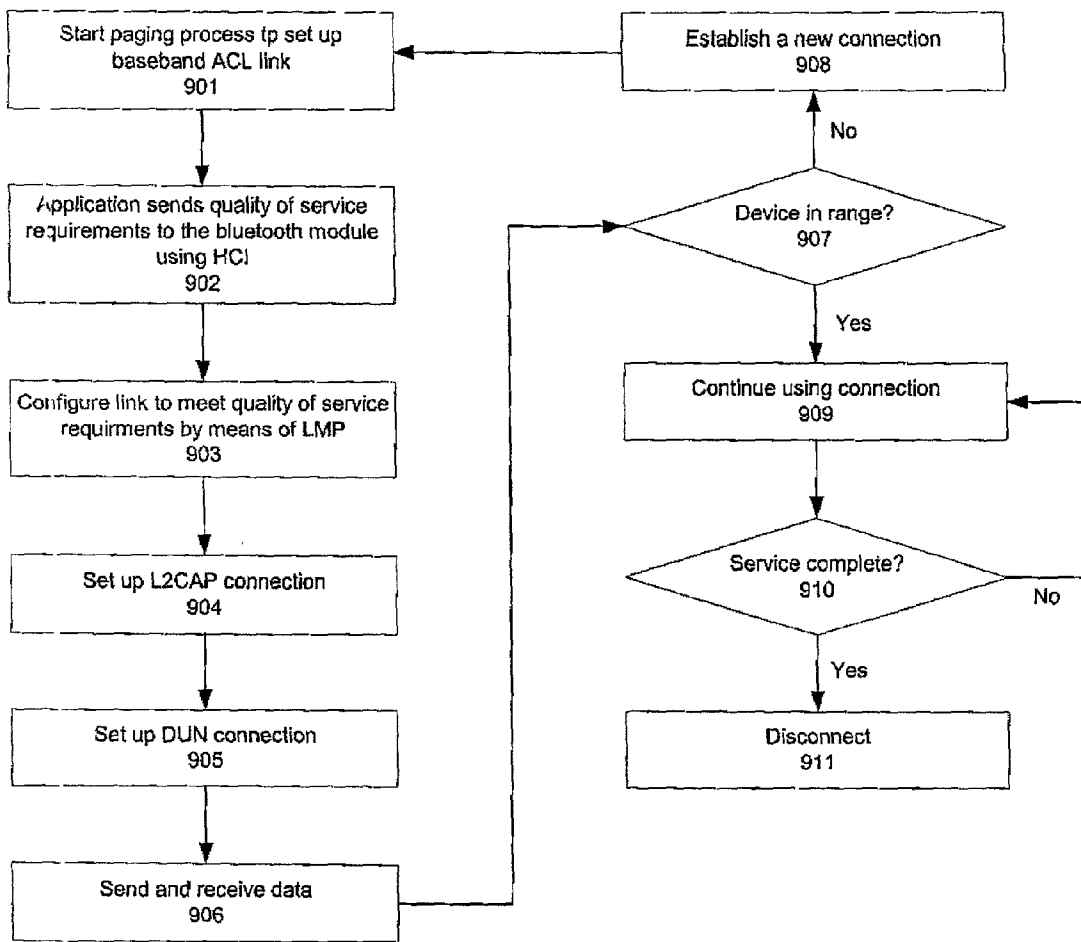 Start paging process tp set up
baseband ACL link
901
Application sends quality of service
requirements to the bluetooth module
using HCI
902
Configure link to meet quality of service
requirments by means of LMP
903
Set up L2CAP connection
904
Set up DUN connection
905
Send and receive data
906
Establish a new connection
908
No
Device in range?
907
Yes
Continue using connection
909
Service complete?
910
No
Yes
Disconnect
911